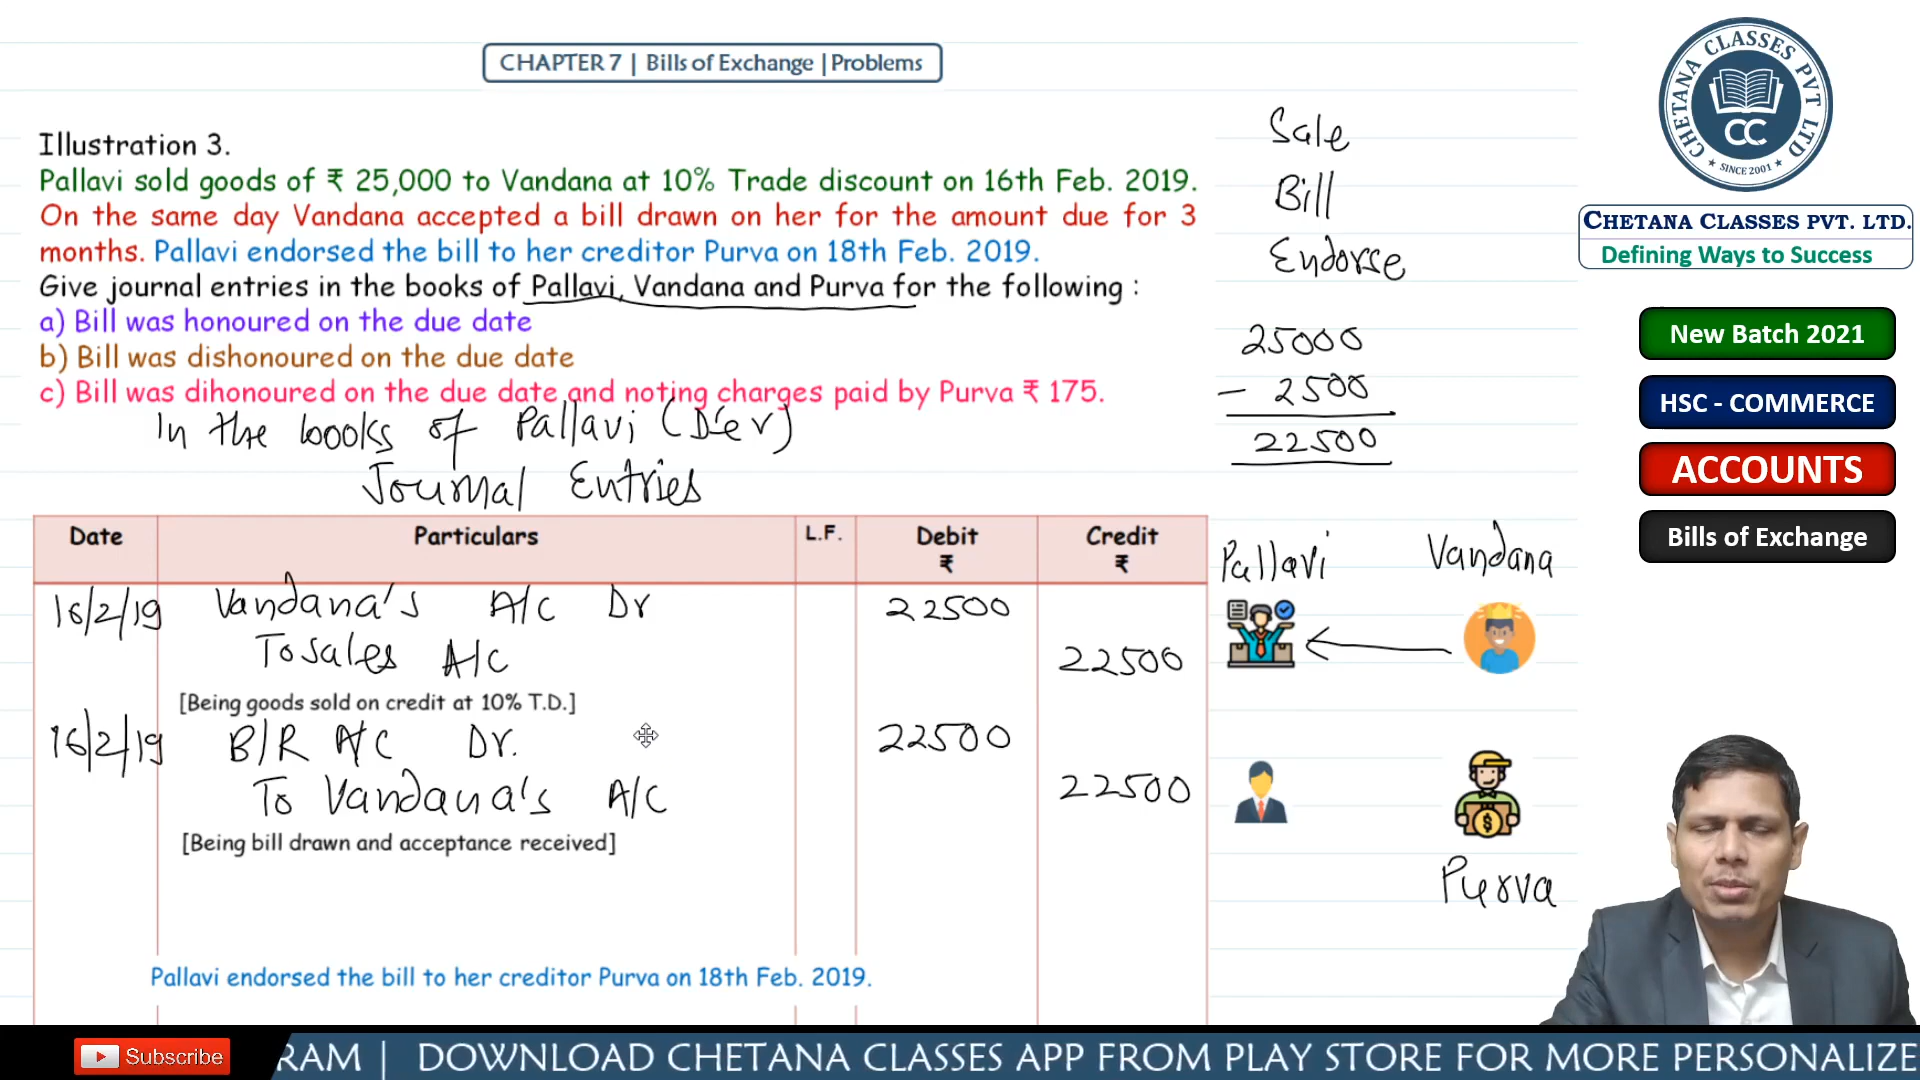 CHAPTER 7 | Bills of Exchange | Problems
Illustration 3.
Pallavi sold goods of ₹ 25,000 to Vandana at 10% Trade discount on 16th Feb. 2019.
On the same day Vandana accepted a bill drawn on her for the amount due for 3
months. Pallavi endorsed the bill to her creditor Purva on 18th Feb. 2019.
Give journal entries in the books of Pallavi, Vandana and Purva for the following :
a) Bill was honoured on the due date
b) Bill was dishonoured on the due date
c) Bill was dihonoured on the due date and noting charges paid by Purva ₹ 175.
In the books of Pallavi (D'er)
Journal Entries
Date Particulars L.F. Debit ₹ Credit ₹
16/2/19 Vandana's A/C Dr 22500
To Sales A/C 22500
[Being goods sold on credit at 10% T.D.]
16/2/19 B/R A/C Dr. 22500
To Vandana's A/C 22500
[Being bill drawn and acceptance received]
Pallavi endorsed the bill to her creditor Purva on 18th Feb. 2019.
Sale
Bill
Endorse
25000
- 2500
22500
Pallavi Vandana
Purva
CHETANA CLASSES PVT LTD
CC
SINCE 2001
CHETANA CLASSES PVT. LTD.
Defining Ways to Success
New Batch 2021
HSC - COMMERCE
ACCOUNTS
Bills of Exchange
Subscribe
RAM | DOWNLOAD CHETANA CLASSES APP FROM PLAY STORE FOR MORE PERSONALIZE